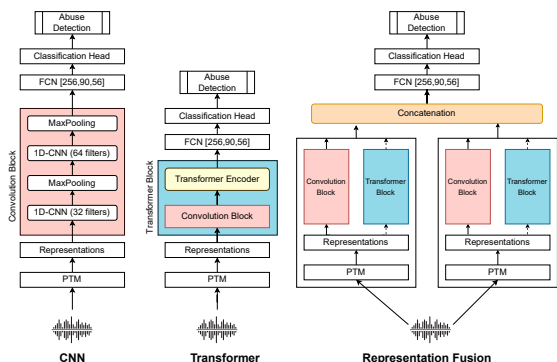 Abuse
Detection
Classification Head
FCN [256,90,56]
MaxPooling
1D-CNN (64 filters)
MaxPooling
1D-CNN (32 filters)
Convolution Block
Representations
PTM
CNN
Abuse
Detection
Classification Head
FCN [256,90,56]
Transformer Encoder
Convolution Block
Transformer Block
Representations
PTM
Transformer
Abuse
Detection
Classification Head
FCN [256,90,56]
Concatenation
Convolution
Block
Transformer
Block
Representations
PTM
Convolution
Block
Transformer
Block
Representations
PTM
Representation Fusion